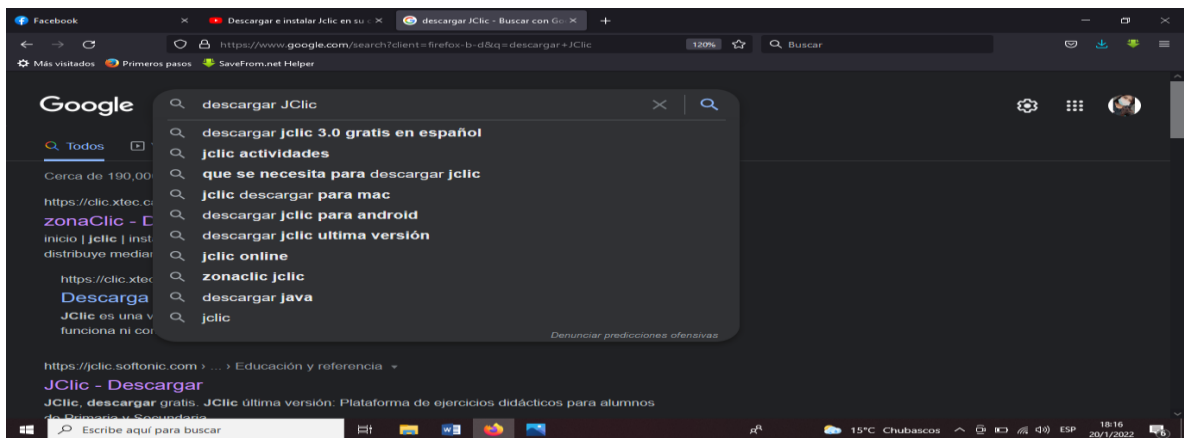 Facebook
Descargar e instalar Jclic en su
descargar JClic - Buscar con Go
https://www.google.com/search?client=firefox-b-d&q=descargar+JClic
120%
Buscar
Más visitados
Primeros pasos
SaveFrom.net Helper
Google
descargar JClic
descargar jclic 3.0 gratis en español
jclic actividades
que se necesita para descargar jclic
jclic descargar para mac
descargar jclic para android
descargar jclic ultima versión
jclic online
zonaclic jclic
descargar java
jclic
Denunciar predicciones ofensivas
Todos
Cerca de 190,00
https://clic.xtec.ca
zonaClic - D
inicio | jclic | inst
distribuye mediar
https://clic.xtec
Descarga
JClic es una v
funciona ni cor
https://jclic.softonic.com › ... › Educación y referencia
JClic - Descargar
JClic, descargar gratis. JClic última versión: Plataforma de ejercicios didácticos para alumnos
de Primaria y Secundaria
Escribe aquí para buscar
15°C Chubascos
ESP
18:16
20/1/2022
6